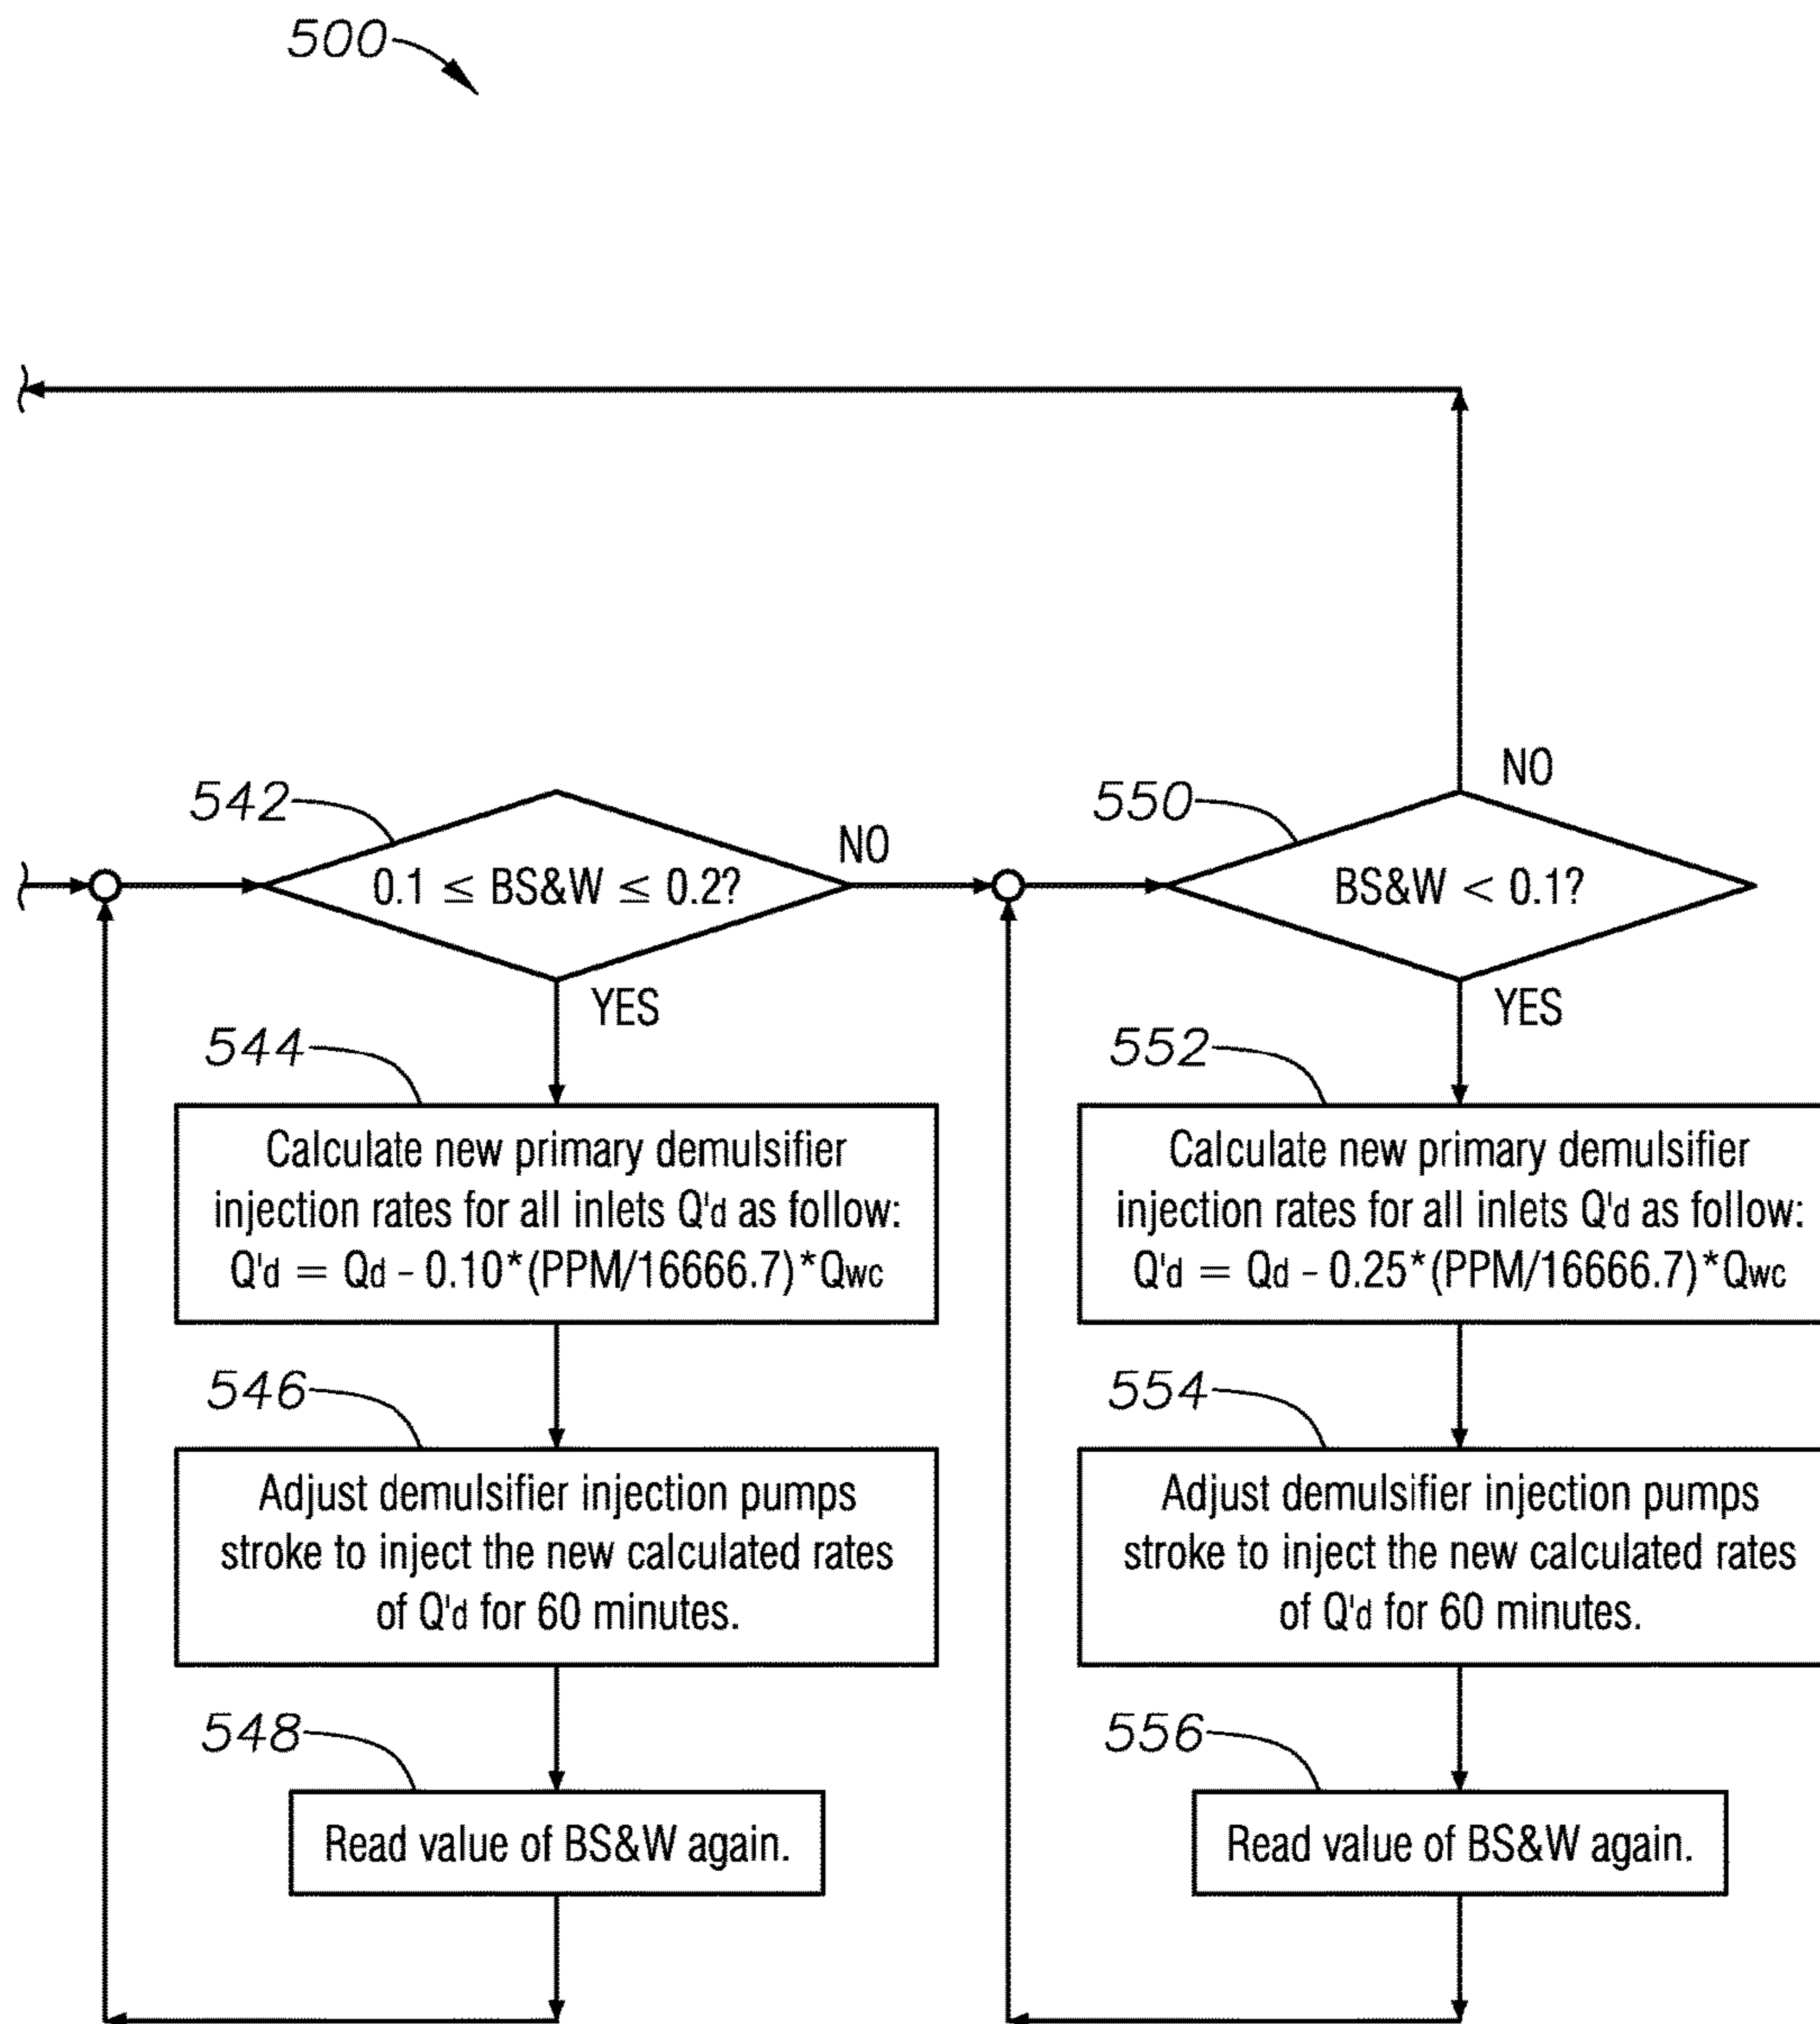 500
542
0.1 ≤ BS&W ≤ 0.2?
NO
YES
544
Calculate new primary demulsifier
injection rates for all inlets Q'd as follow:
Q'd = Qd - 0.10*(PPM/16666.7)*Qwc
546
Adjust demulsifier injection pumps
stroke to inject the new calculated rates
of Q'd for 60 minutes.
548
Read value of BS&W again.
550
BS&W < 0.1?
NO
YES
552
Calculate new primary demulsifier
injection rates for all inlets Q'd as follow:
Q'd = Qd - 0.25*(PPM/16666.7)*Qwc
554
Adjust demulsifier injection pumps
stroke to inject the new calculated rates
of Q'd for 60 minutes.
556
Read value of BS&W again.